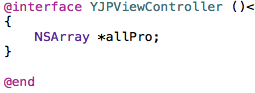 @interface YJPViewController ()<
{
    NSArray *allPro;
}
@end